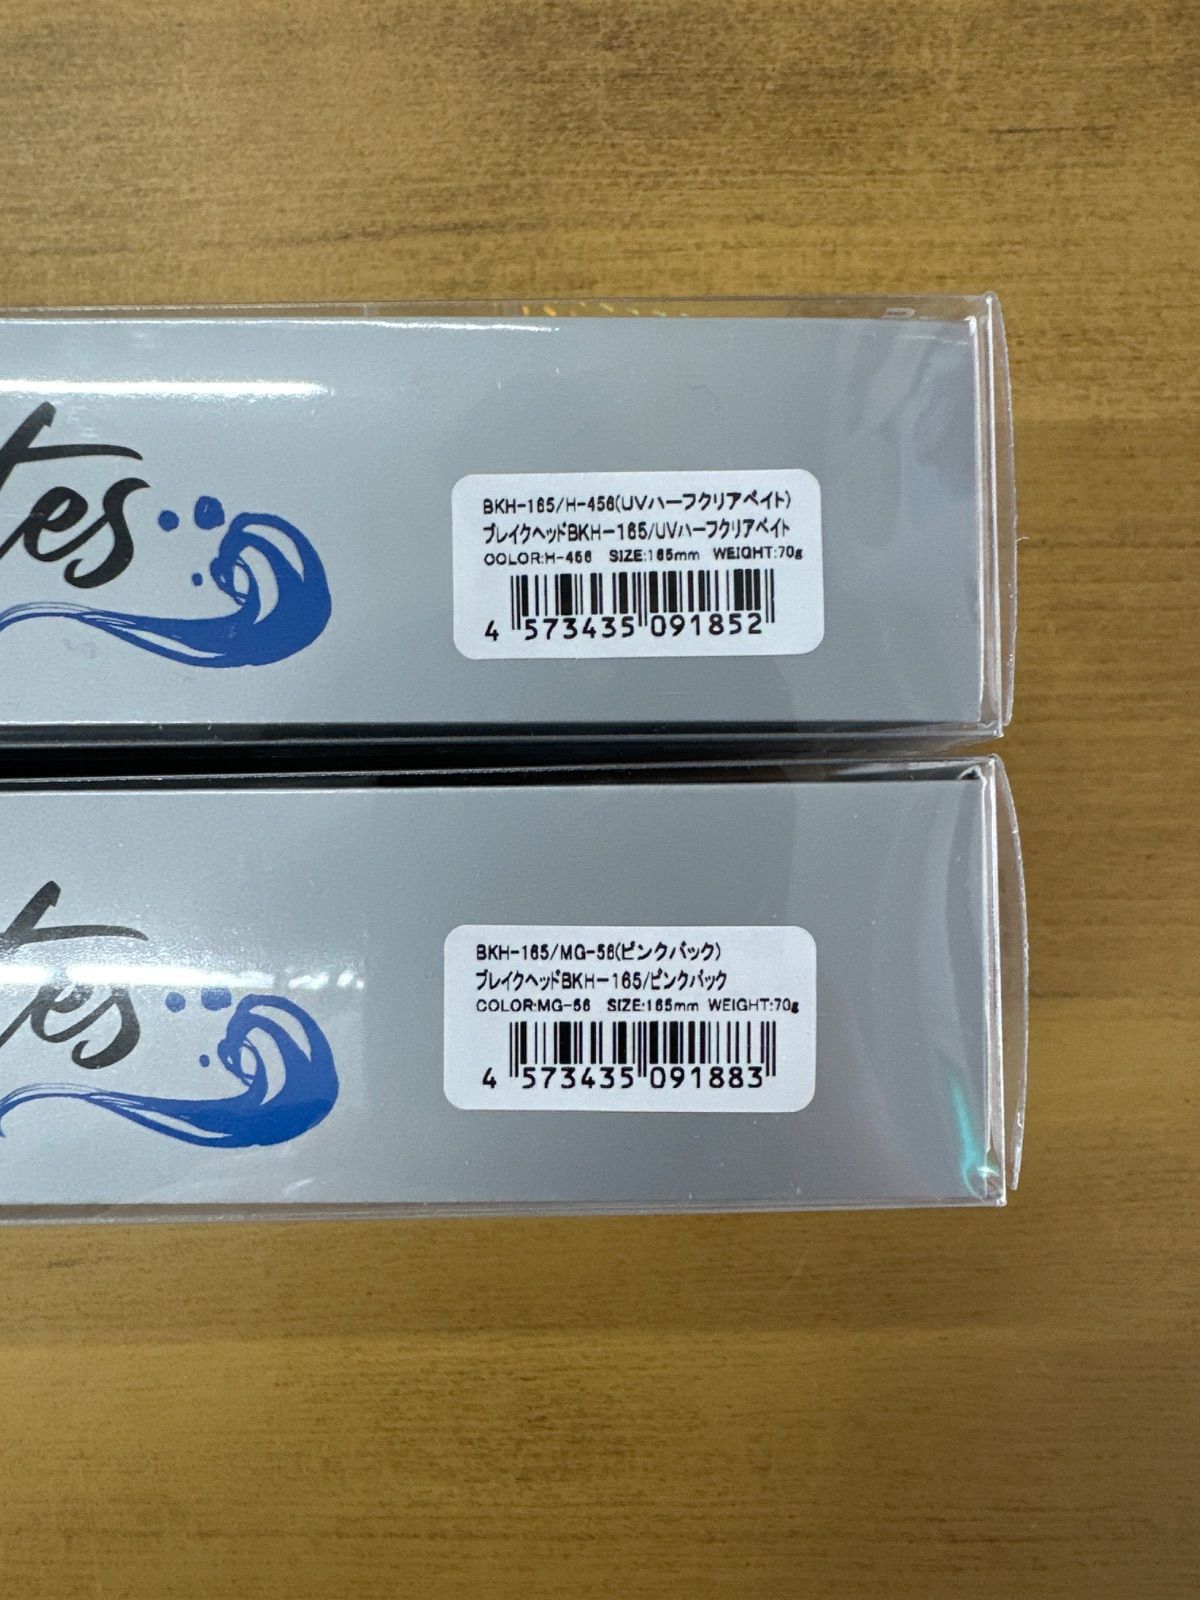 tes
BKH-165/H-456(UVハーフクリアベイト)
ブレイクヘッドBKH-165/UVハーフクリアベイト
COLOR:H-456 SIZE:165mm WEIGHT:70g
4 573435 091852
tes
BKH-165/MG-56(ピンクバック)
ブレイクヘッドBKH-165/ピンクバック
COLOR:MG-56 SIZE:165mm WEIGHT:70g
4 573435 091883